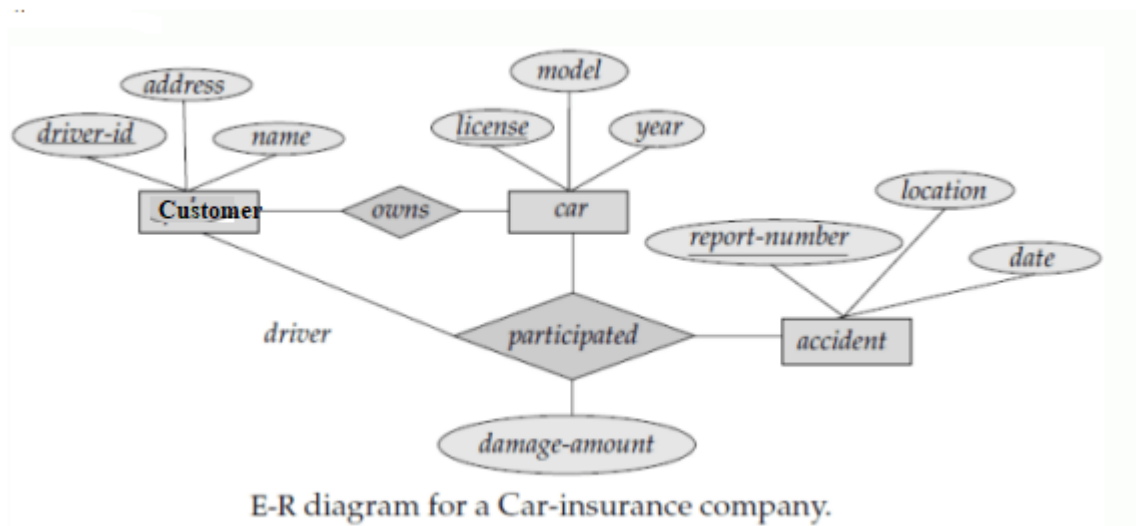 model
address
driver-id
name
license
year
Customer
owns
car
location
report-number
date
driver
participated
accident
damage-amount
E-R diagram for a Car-insurance company.